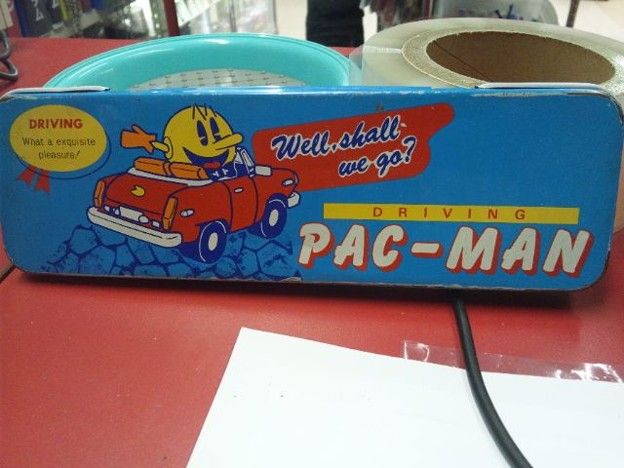 DRIVING
What a exquisite
pleasure!
Well, shall
we go?
DRIVING
PAC-MAN